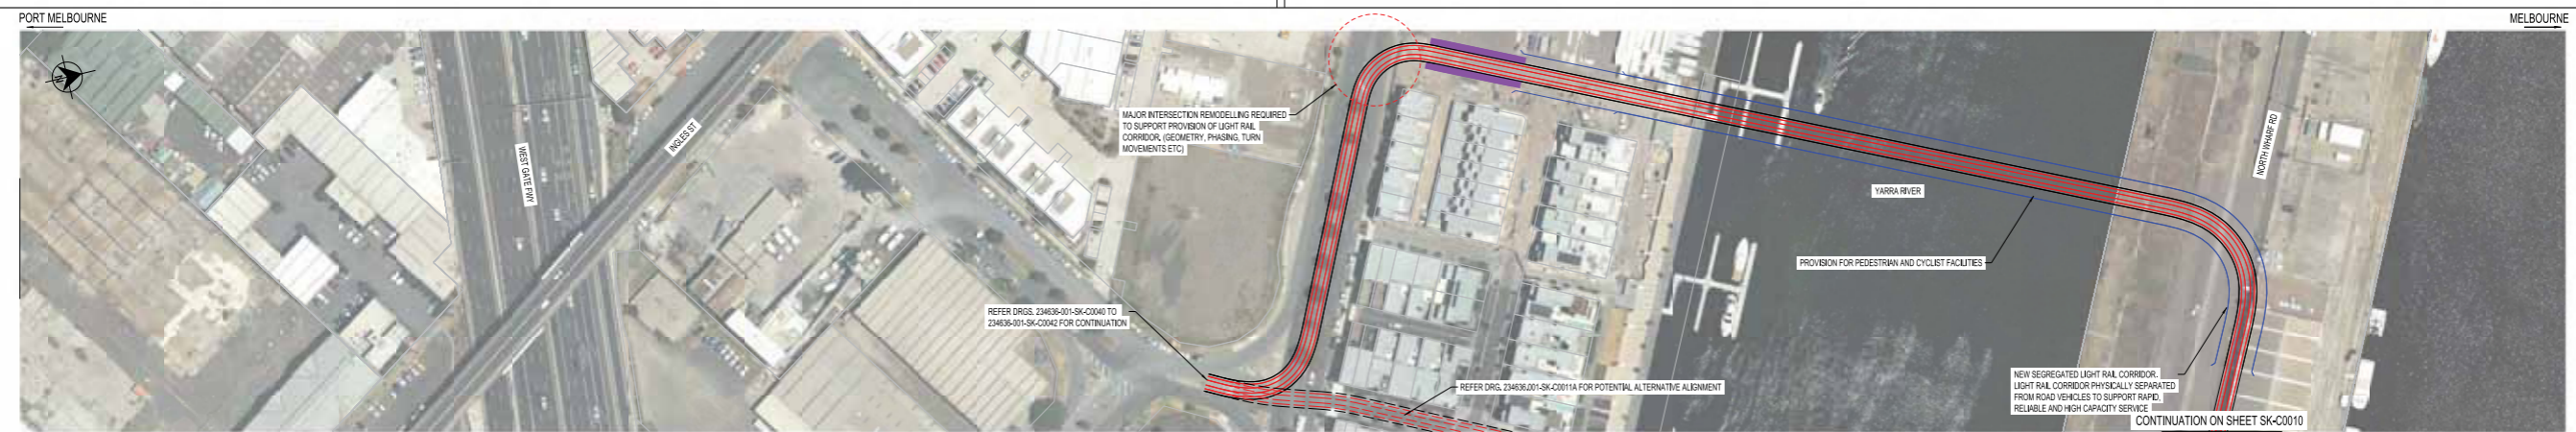 PORT MELBOURNE
MELBOURNE
WEST GATE FWY
INGLES ST
MAJOR INTERSECTION REMODELLING REQUIRED
TO SUPPORT PROVISION OF LIGHT RAIL
CORRIDOR, (GEOMETRY, PHASING, TURN
MOVEMENTS ETC)
NORTH WHARF RD
YARRA RIVER
PROVISION FOR PEDESTRIAN AND CYCLIST FACILITIES
REFER DRGS. 234636-001-SK-C0040 TO
234636-001-SK-C0042 FOR CONTINUATION
REFER DRG. 234636.001-SK-C0011A FOR POTENTIAL ALTERNATIVE ALIGNMENT
NEW SEGREGATED LIGHT RAIL CORRIDOR.
LIGHT RAIL CORRIDOR PHYSICALLY SEPARATED
FROM ROAD VEHICLES TO SUPPORT RAPID,
RELIABLE AND HIGH CAPACITY SERVICE
CONTINUATION ON SHEET SK-C0010